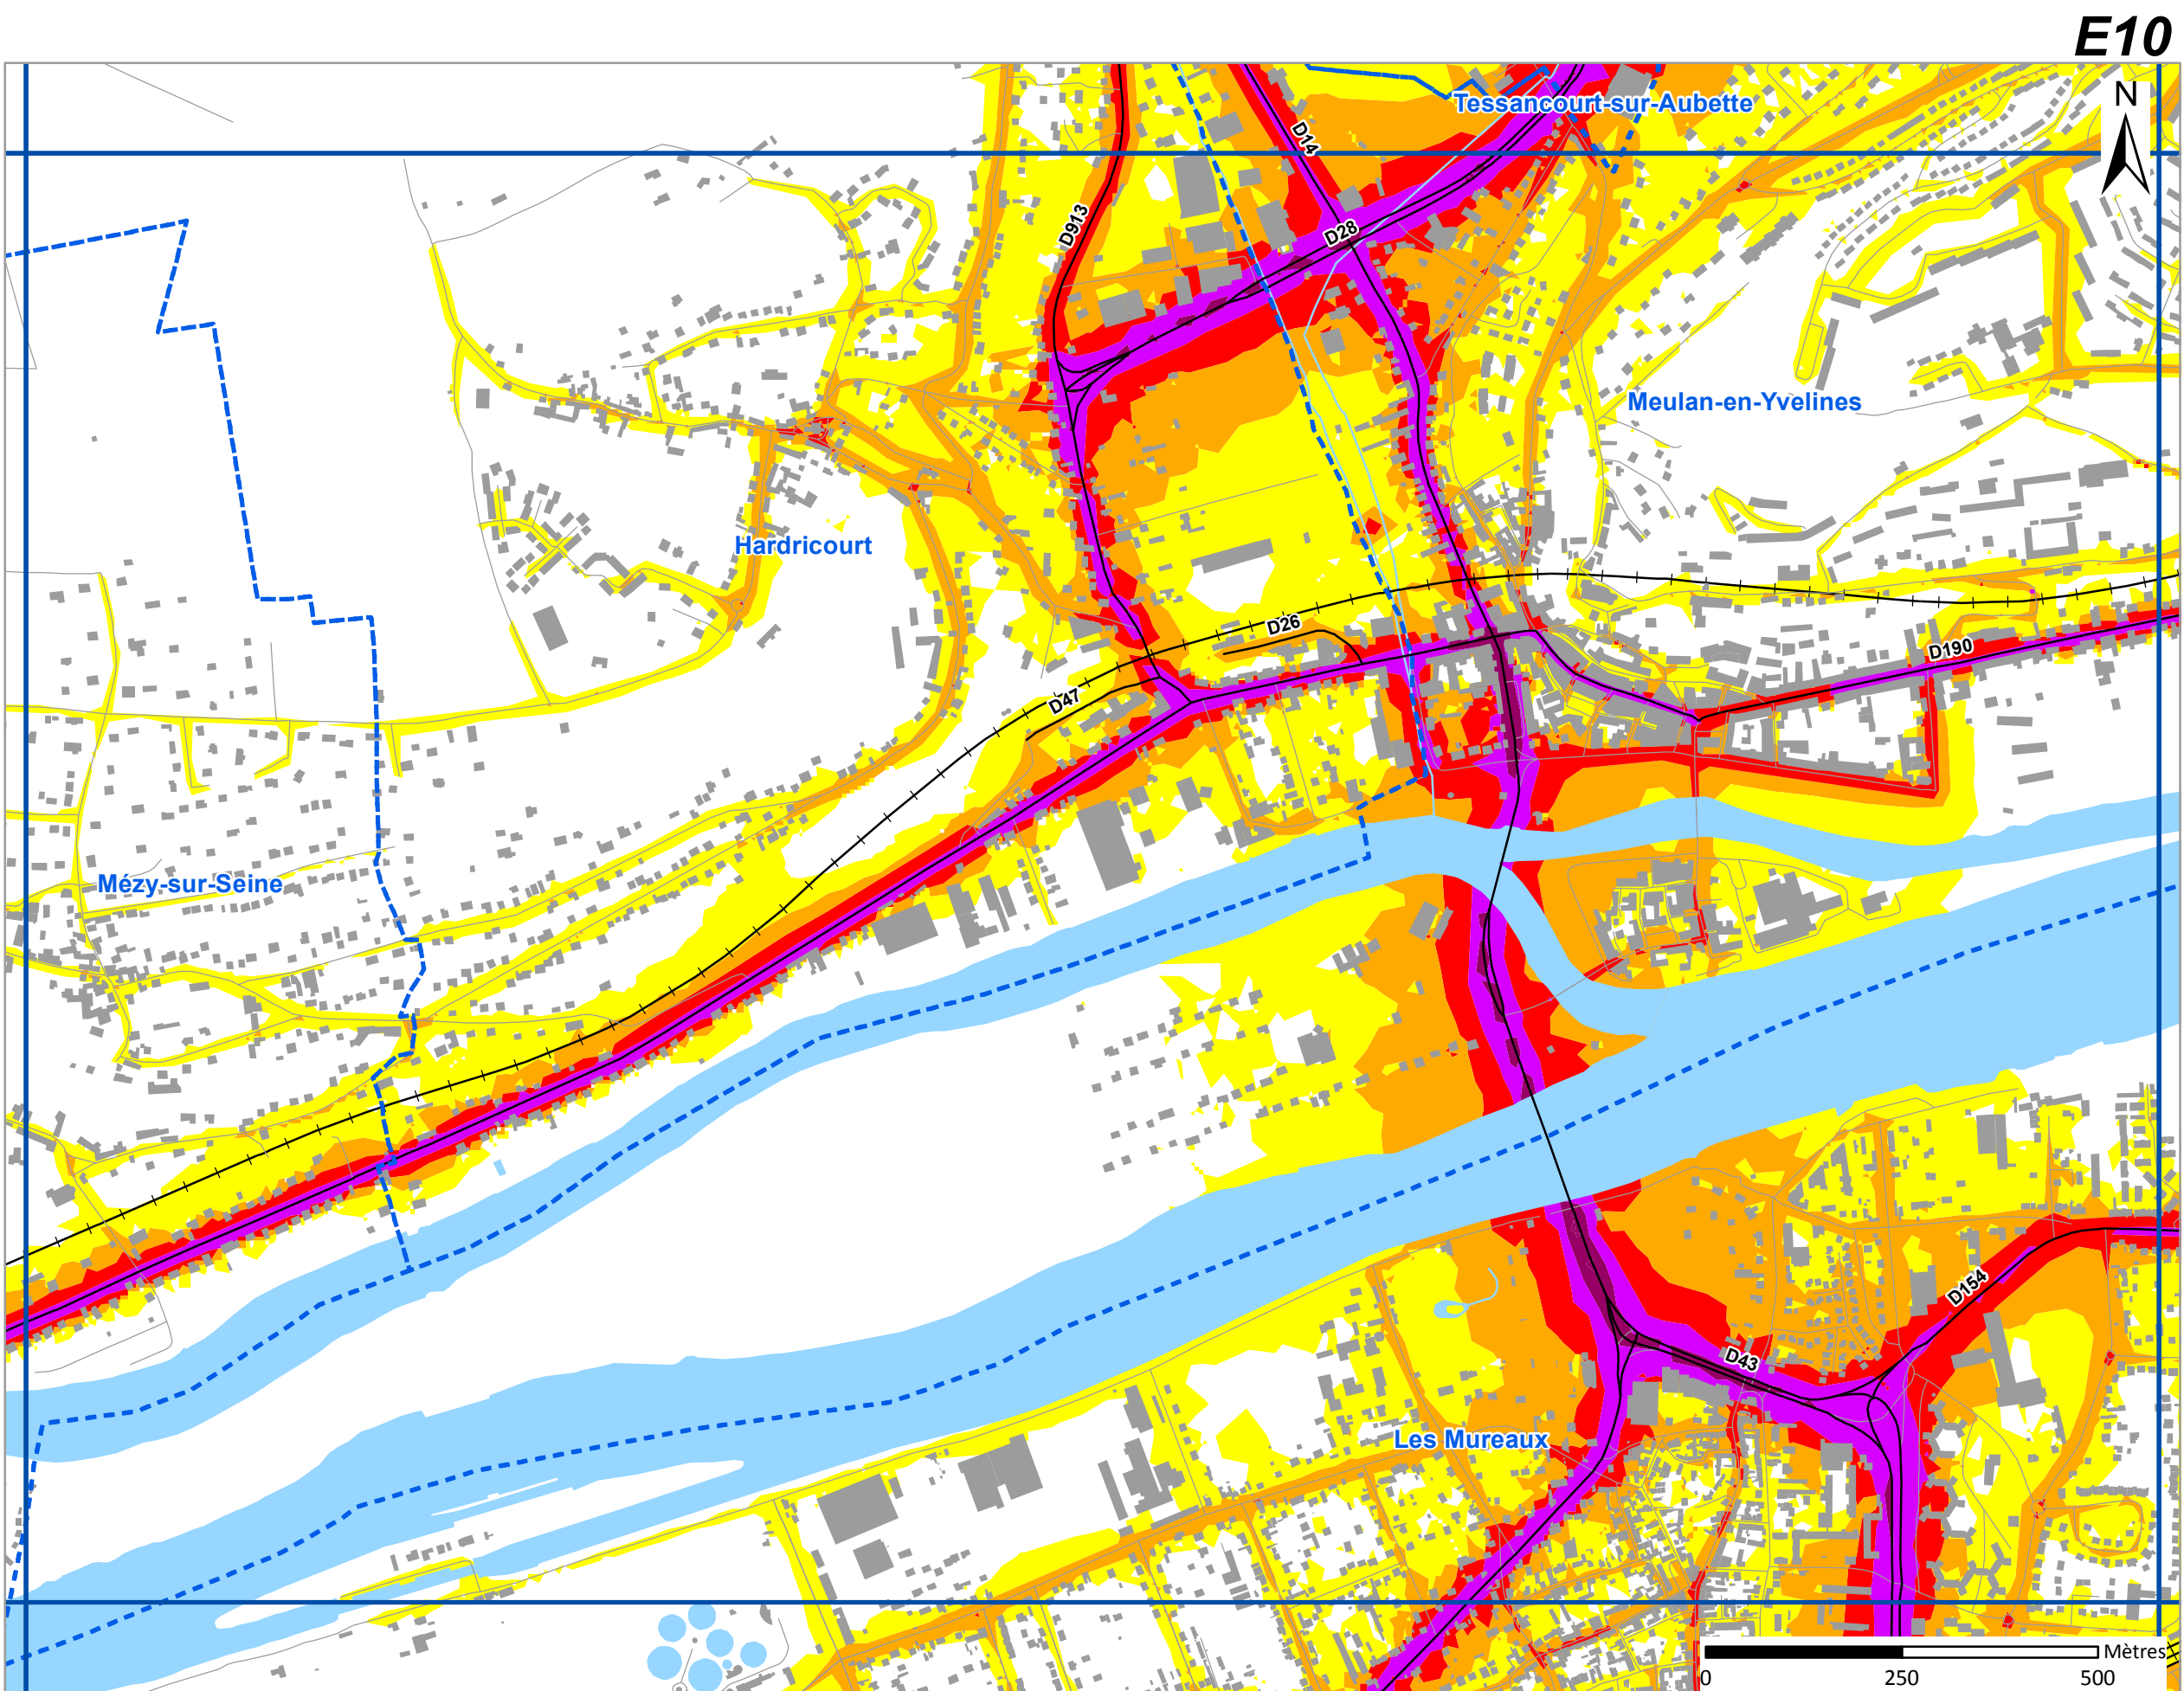 E10
Tessancourt-sur-Aubette
N
D14
D913
D28
Meulan-en-Yvelines
Hardricourt
D26
D190
D47
Mézy-sur-Seine
D154
D43
Les Mureaux
Mètres
0 250 500